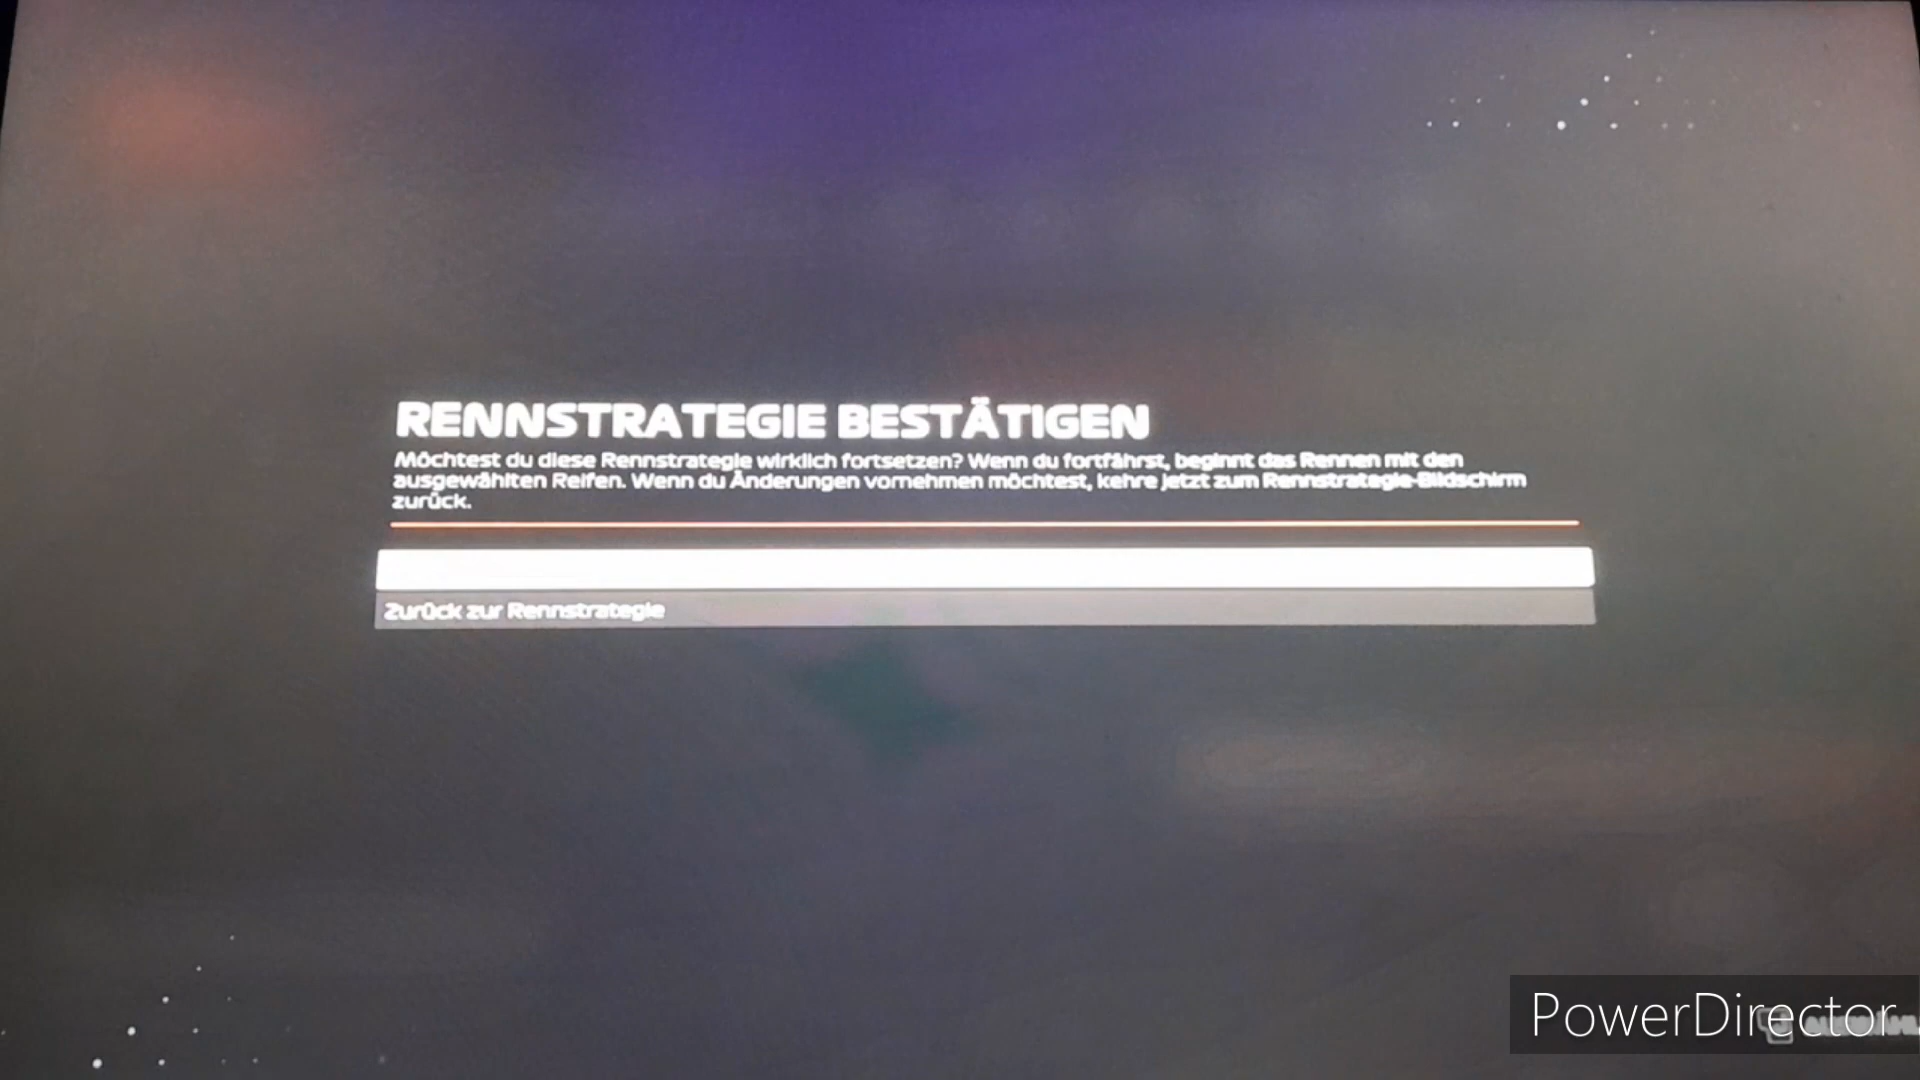 RENNSTRATEGIE BESTÄTIGEN
Möchtest du diese Rennstrategie wirklich fortsetzen? Wenn du fortfährst, beginnt das Rennen mit den
ausgewählten Reifen. Wenn du Änderungen vornehmen möchtest, kehre jetzt zum Rennstrategie-Bildschirm
zurück.
Zurück zur Rennstrategie
PowerDirector